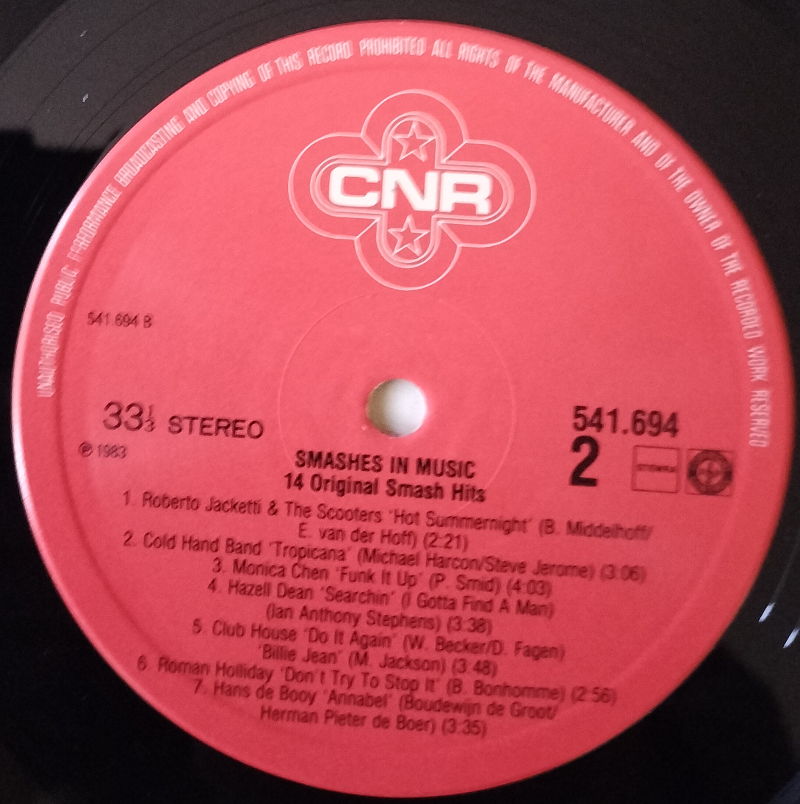 UNAUTHORISED PUBLIC PERFORMANCE BROADCASTING AND COPYING OF THIS RECORD PROHIBITED ALL RIGHTS OF THE MANUFACTURER AND OF THE OWNER OF THE RECORDED WORK RESERVED
CNR
541.694 B
33⅓ STEREO
℗ 1983
541.694
2
STEMRA
SMASHES IN MUSIC
14 Original Smash Hits
1. Roberto Jacketti & The Scooters 'Hot Summernight' (B. Middelhoff/
E. van der Hoff) (2:21)
2. Cold Hand Band 'Tropicana' (Michael Harcon/Steve Jerome) (3:06)
3. Monica Chen 'Funk It Up' (P. Smid) (4:03)
4. Hazell Dean 'Searchin' (I Gotta Find A Man)
(Ian Anthony Stephens) (3:38)
5. Club House 'Do It Again' (W. Becker/D. Fagen)
'Billie Jean' (M. Jackson) (3:48)
6. Roman Holliday 'Don't Try To Stop It' (B. Bonhomme) (2:56)
7. Hans de Booy 'Annabel' (Boudewijn de Groot/
Herman Pieter de Boer) (3:35)